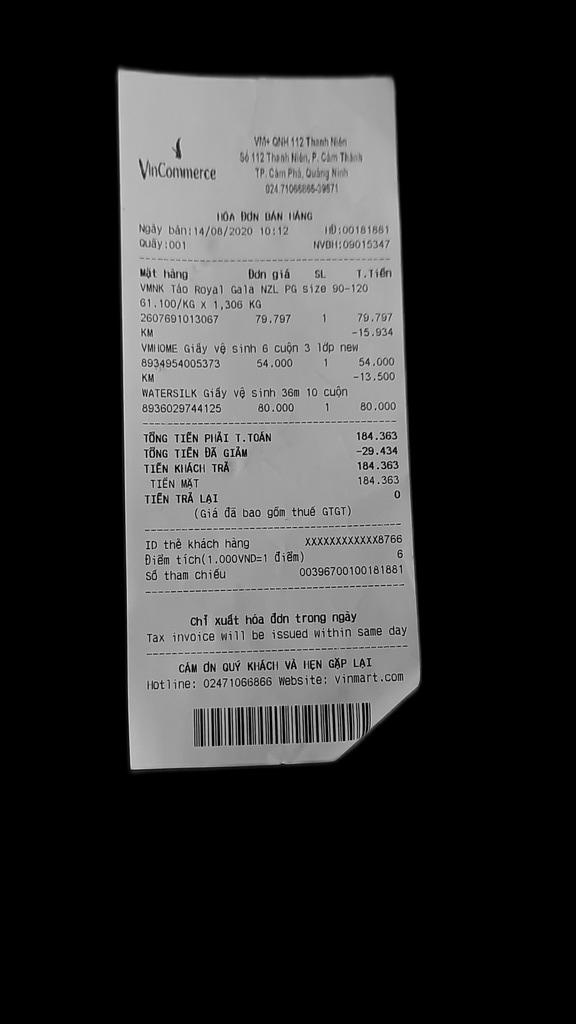 VinCommerce
VM+ QNH 112 Thanh Niên
Số 112 Thanh Niên, P. Cẩm Thành
TP. Cẩm Phả, Quảng Ninh
024.71066866-39571
HÓA ĐƠN BÁN HÀNG
Ngày bán:14/08/2020 10:12 HĐ:00181881
Quầy:001 NVBH:09015347
Mặt hàng Đơn giá SL T.Tiền
VMNK Táo Royal Gala NZL PG size 90-120
61.100/KG X 1,306 KG
2607691013067 79.797 1 79.797
KM -15.934
VMHOME Giấy vệ sinh 6 cuộn 3 lớp new
8934954005373 54.000 1 54.000
KM -13.500
WATERSILK Giấy vệ sinh 36m 10 cuộn
8936029744125 80.000 1 80.000
TỔNG TIỀN PHẢI T.TOÁN 184.363
TỔNG TIỀN ĐÃ GIẢM -29.434
TIỀN KHÁCH TRẢ 184.363
TIỀN MẶT 184.363
TIỀN TRẢ LẠI 0
(Giá đã bao gồm thuế GTGT)
ID thẻ khách hàng XXXXXXXXXXXX8766
Điểm tích(1.000VND=1 điểm) 6
Số tham chiếu 00396700100181881
Chỉ xuất hóa đơn trong ngày
Tax invoice will be issued within same day
CẢM ƠN QUÝ KHÁCH VÀ HẸN GẶP LẠI
Hotline: 02471066866 Website: vinmart.com